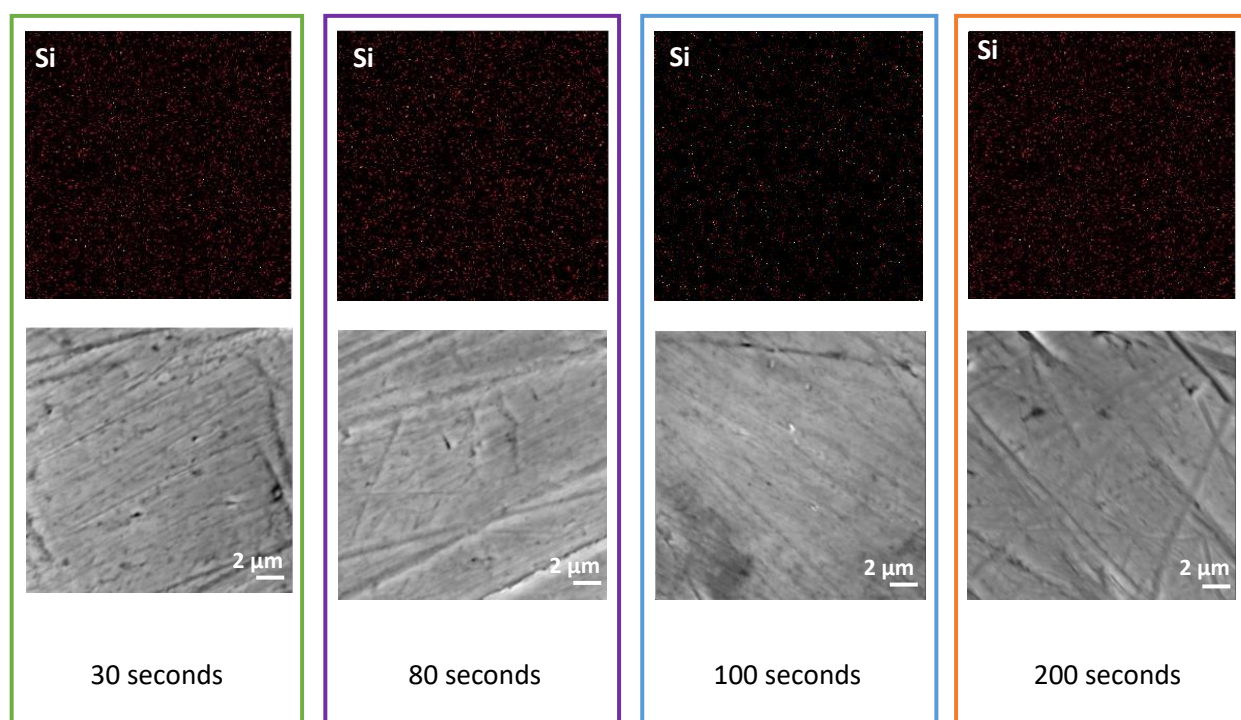 Si
Si
Si
Si
2 μm
2 μm
2 μm
2 μm
30 seconds
80 seconds
100 seconds
200 seconds